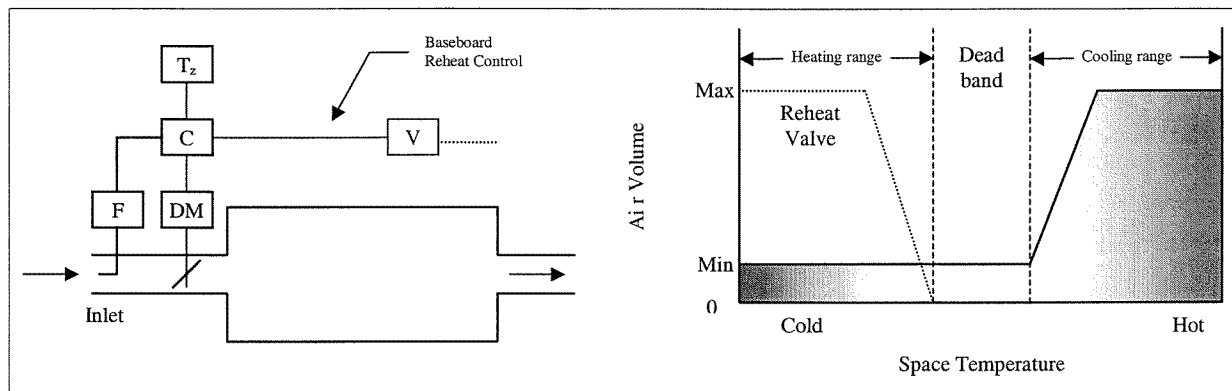 Baseboard
Reheat Control
T_z
C
V
F
DM
Inlet
Heating range
Dead
band
Cooling range
Max
Reheat
Valve
Ai r Volume
Min
0
Cold
Hot
Space Temperature